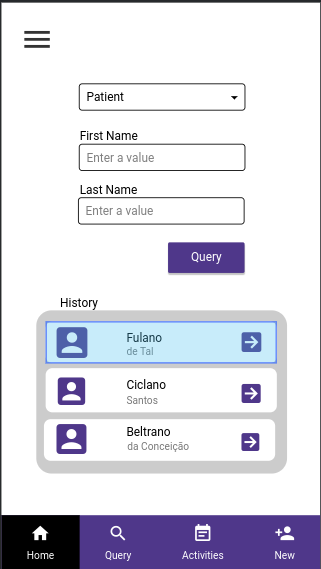 Patient
First Name
Enter a value
Last Name
Enter a value
Query
History
Fulano
de Tal
Ciclano
Santos
Beltrano
da Conceição
Home
Query
Activities
New